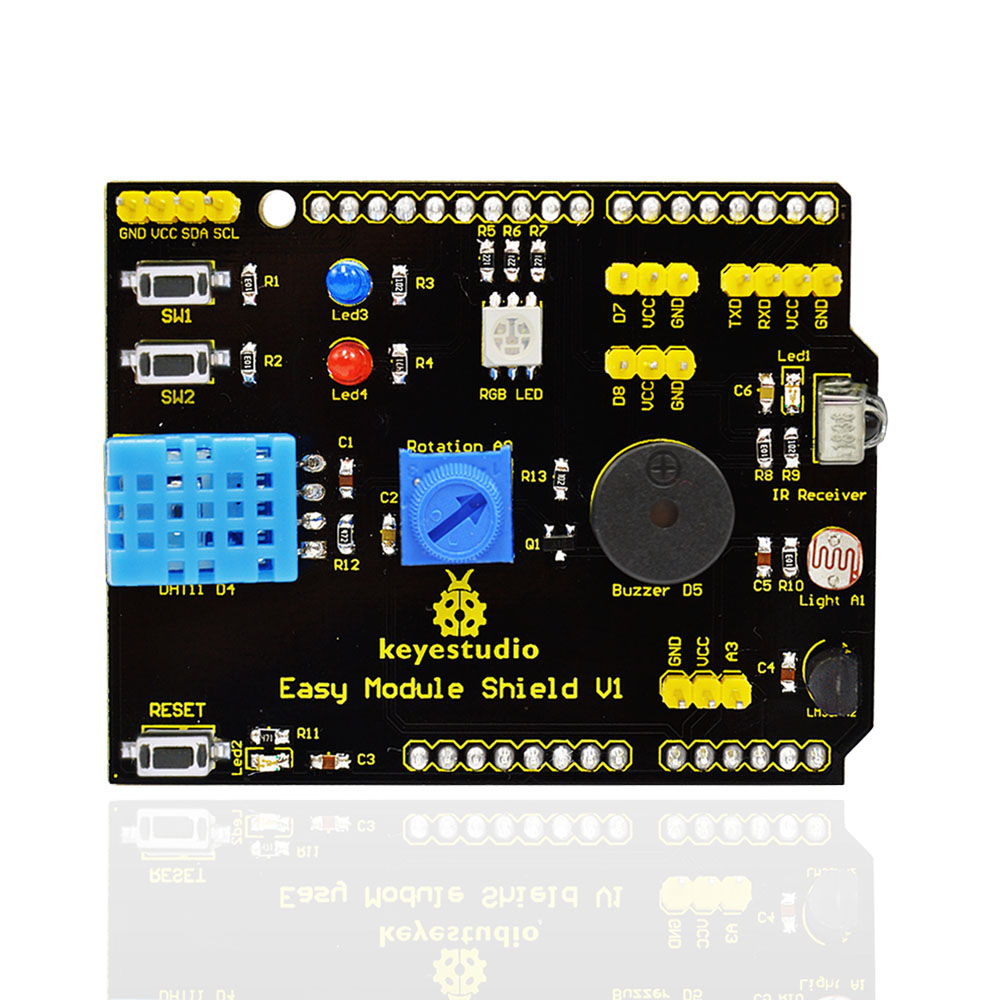 GND VCC SDA SCL
R5 R6 R7
SW1
R1
Led3
R3
D7 VCC GND
TXD RXD VCC GND
SW2
R2
Led4
R4
RGB LED
D8 VCC GND
Led1
C6
R8 R9
IR Receiver
1838
C1
Rotation
C2
R13
Q1
R12
DHT11 D4
Buzzer D5
C5 R10
Light A1
keyestudio
Easy Module Shield V1
GND VCC A3
C4
RESET
Led2
R11
C3